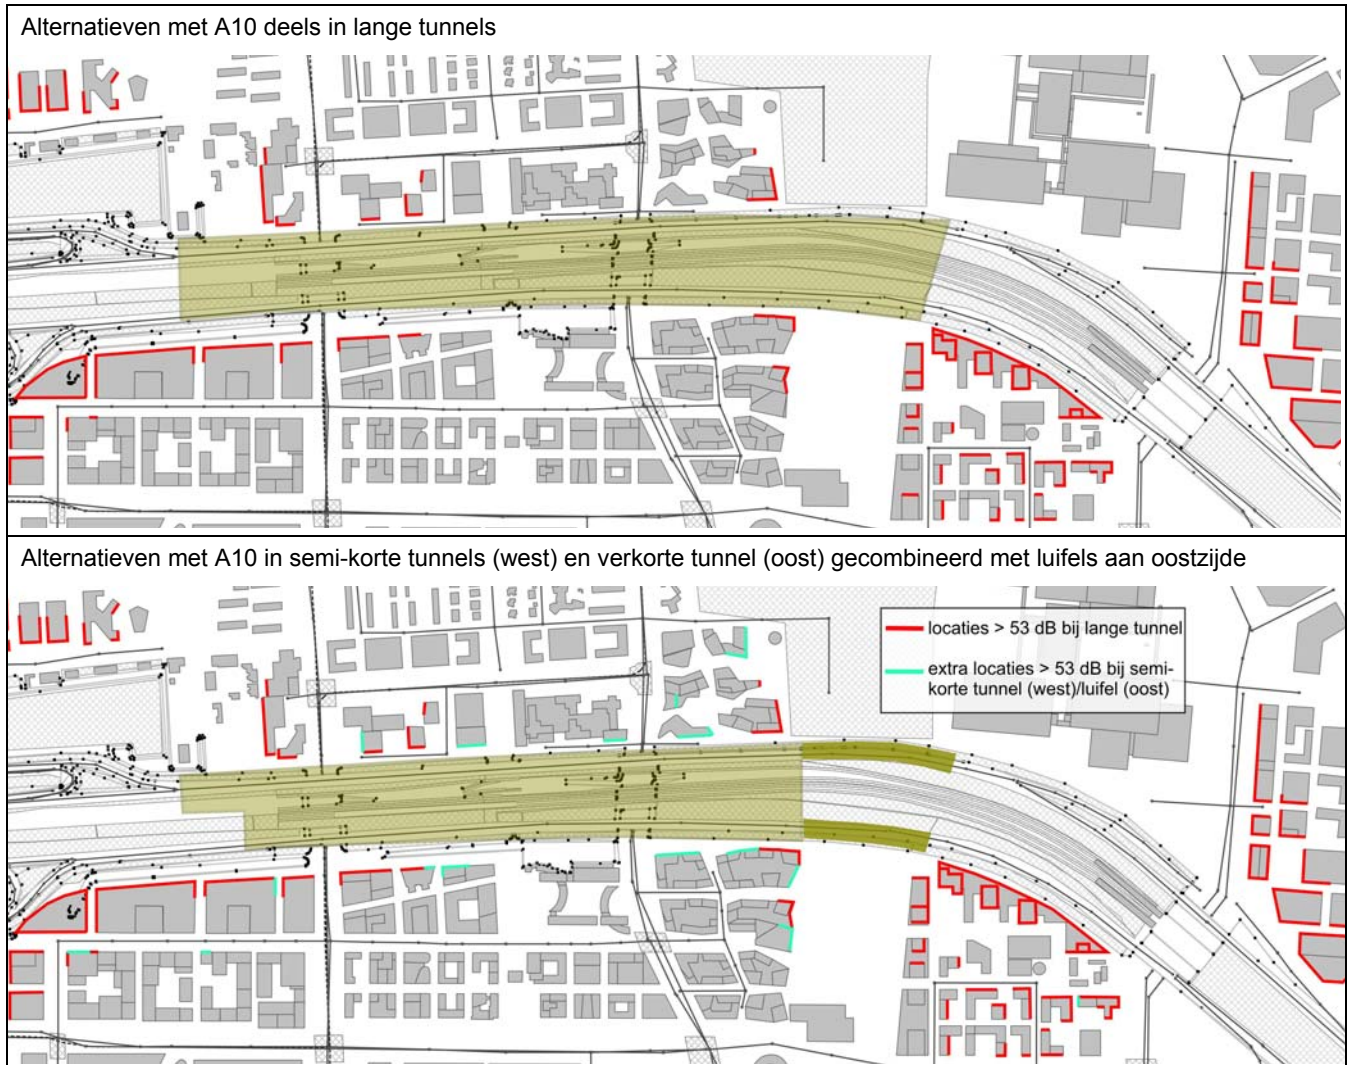 Alternatieven met A10 deels in lange tunnels
Alternatieven met A10 in semi-korte tunnels (west) en verkorte tunnel (oost) gecombineerd met luifels aan oostzijde
locaties > 53 dB bij lange tunnel
extra locaties > 53 dB bij semi-
korte tunnel (west)/luifel (oost)